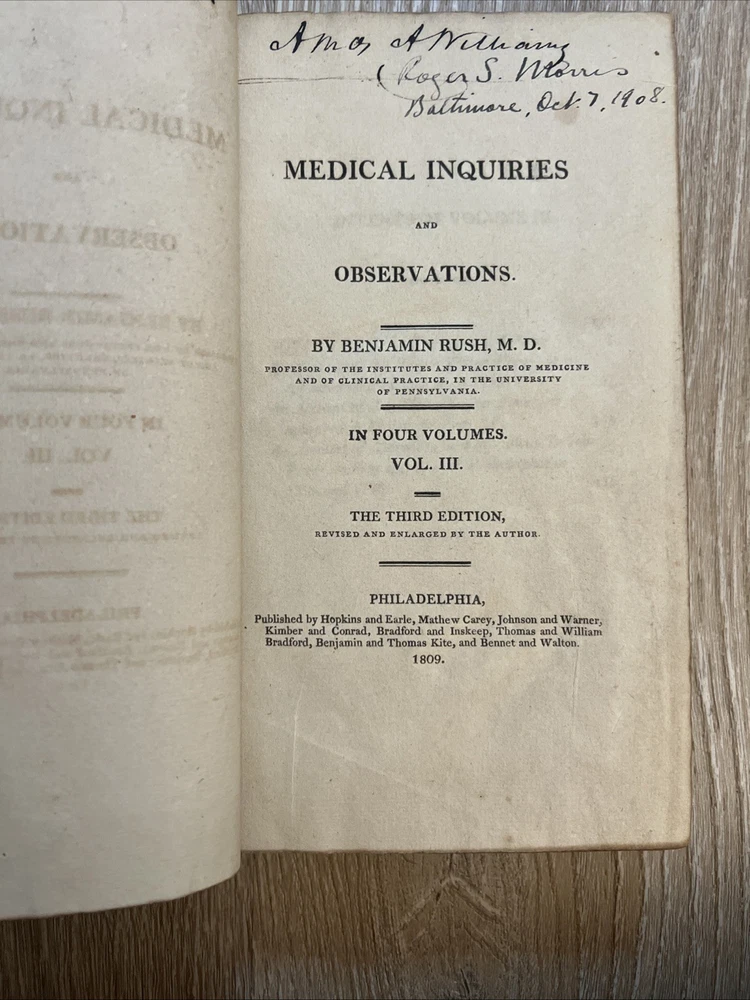 Amos A Williams
( Roger S. Morris
Baltimore, Oct. 7, 1908.
MEDICAL INQUIRIES
AND
OBSERVATIONS.
BY BENJAMIN RUSH, M. D.
PROFESSOR OF THE INSTITUTES AND PRACTICE OF MEDICINE
AND OF CLINICAL PRACTICE, IN THE UNIVERSITY
OF PENNSYLVANIA.
IN FOUR VOLUMES.
VOL. III.
THE THIRD EDITION,
REVISED AND ENLARGED BY THE AUTHOR.
PHILADELPHIA,
Published by Hopkins and Earle, Mathew Carey, Johnson and Warner,
Kimber and Conrad, Bradford and Inskeep, Thomas and William
Bradford, Benjamin and Thomas Kite, and Bennet and Walton.
1809.